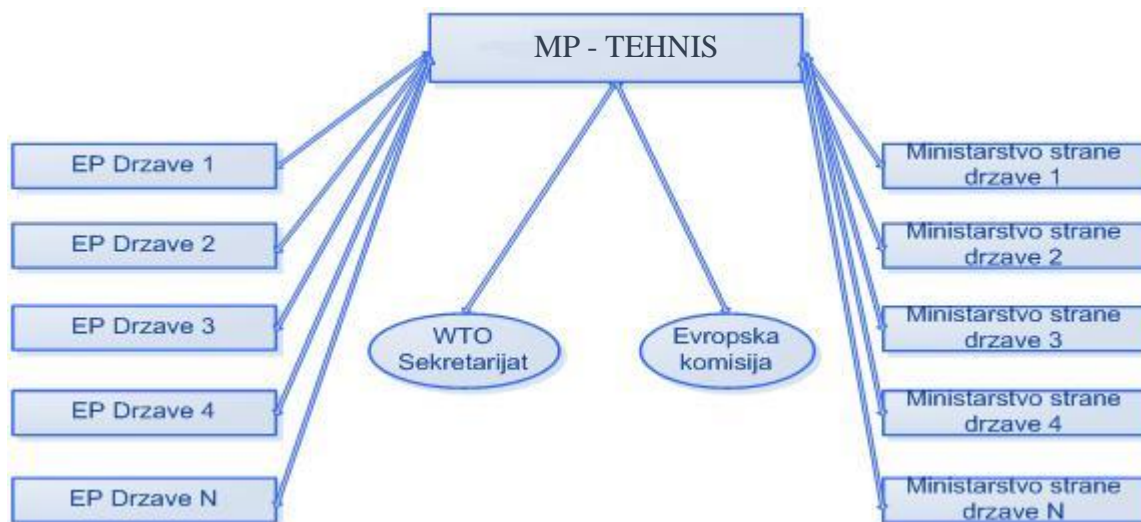 MP - TEHNIS
EP Drzave 1
EP Drzave 2
EP Drzave 3
EP Drzave 4
EP Drzave N
WTO
Sekretarijat
Evropska
komisija
Ministarstvo strane
drzave 1
Ministarstvo strane
drzave 2
Ministarstvo strane
drzave 3
Ministarstvo strane
drzave 4
Ministarstvo strane
drzave N